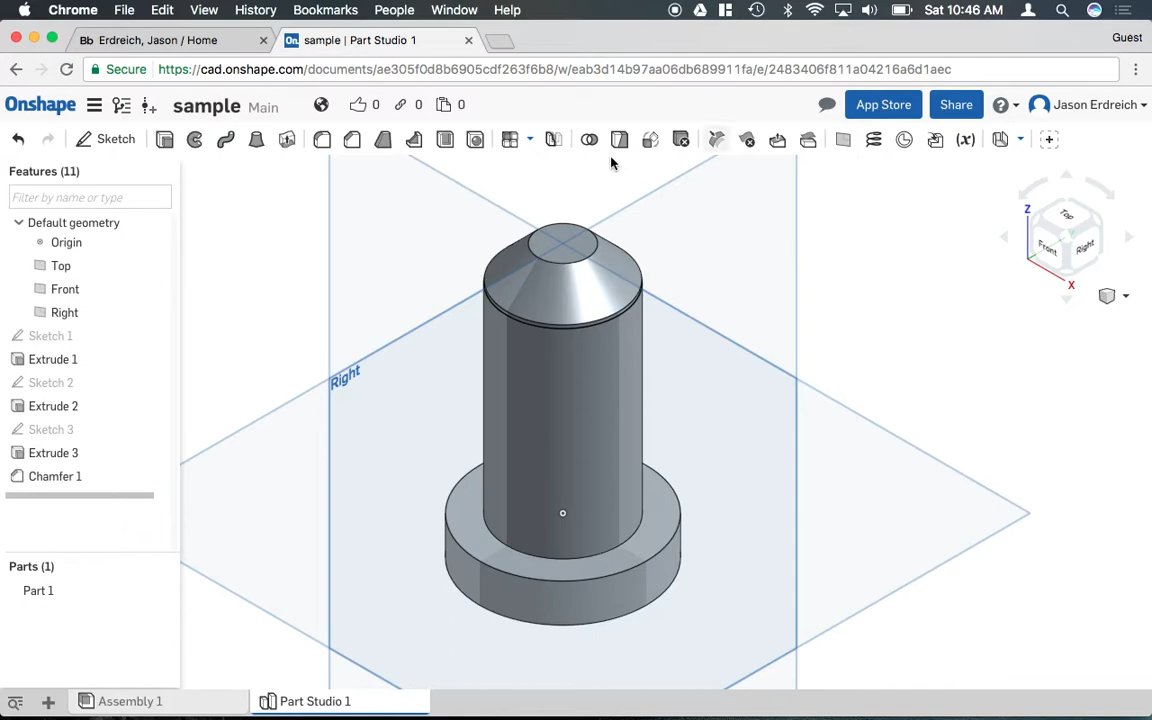 Chrome File Edit View History Bookmarks People Window Help Sat 10:46 AM
Bb Erdreich, Jason / Home On sample | Part Studio 1 Guest
Secure https://cad.onshape.com/documents/ae305f0d8b6905cdf263f6b8/w/eab3d14b97aa06db689911fa/e/2483406f811a04216a6d1aec
Onshape sample Main 0 0 0 App Store Share Jason Erdreich
Sketch (x)
Features (11)
Filter by name or type
Default geometry
Origin
Top
Front
Right
Sketch 1
Extrude 1
Sketch 2
Extrude 2
Sketch 3
Extrude 3
Chamfer 1
Parts (1)
Part 1
Right
Z
Top
Front
Right
X
Assembly 1 Part Studio 1